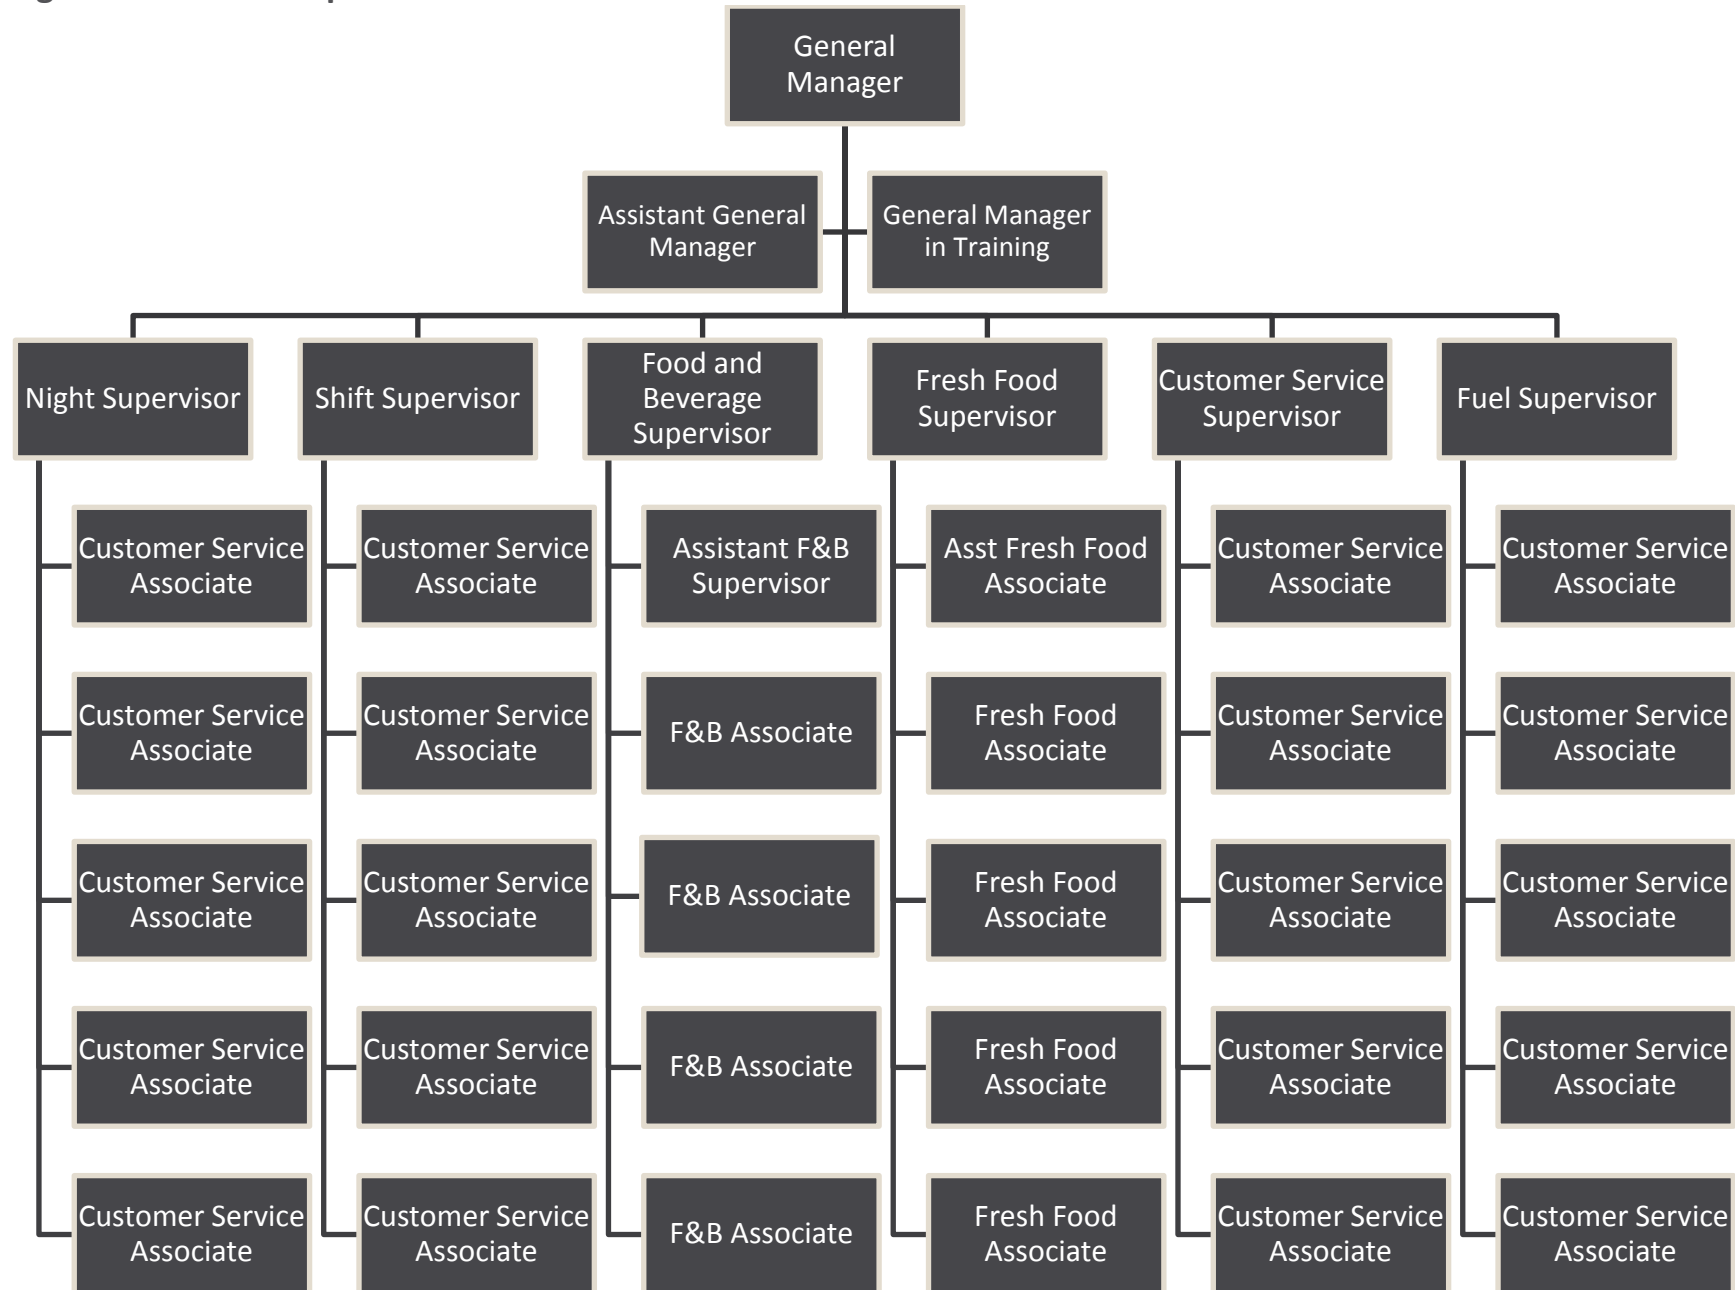 General
Manager
Assistant General
Manager
General Manager
in Training
Night Supervisor
Shift Supervisor
Food and
Beverage
Supervisor
Fresh Food
Supervisor
Customer Service
Supervisor
Fuel Supervisor
Customer Service
Associate
Customer Service
Associate
Assistant F&B
Supervisor
Asst Fresh Food
Associate
Customer Service
Associate
Customer Service
Associate
Customer Service
Associate
Customer Service
Associate
F&B Associate
Fresh Food
Associate
Customer Service
Associate
Customer Service
Associate
Customer Service
Associate
Customer Service
Associate
F&B Associate
Fresh Food
Associate
Customer Service
Associate
Customer Service
Associate
Customer Service
Associate
Customer Service
Associate
F&B Associate
Fresh Food
Associate
Customer Service
Associate
Customer Service
Associate
Customer Service
Associate
Customer Service
Associate
F&B Associate
Fresh Food
Associate
Customer Service
Associate
Customer Service
Associate